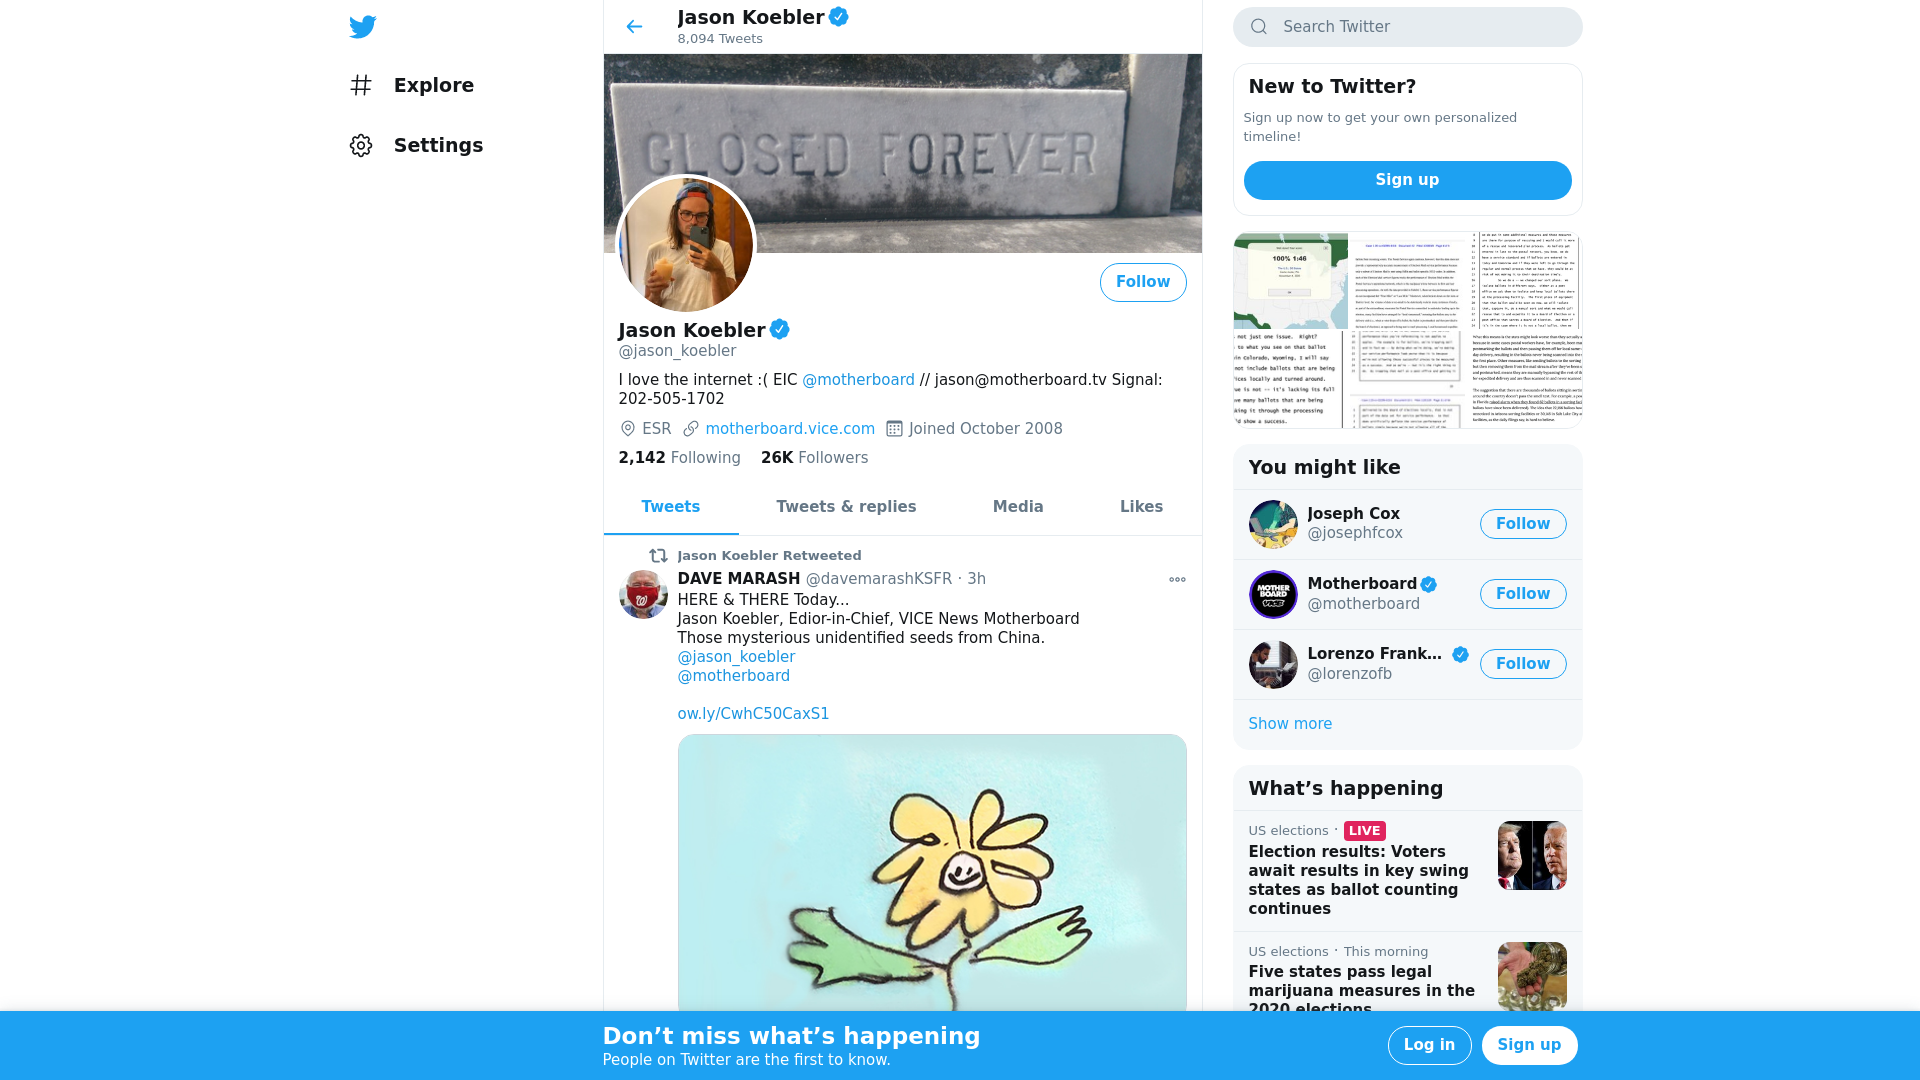 Explore
Settings
Jason Koebler
8,094 Tweets
CLOSED FOREVER
Follow
Jason Koebler
@jason_koebler
I love the internet :( EIC @motherboard // jason@motherboard.tv Signal:
202-505-1702
ESR motherboard.vice.com Joined October 2008
2,142 Following 26K Followers
Tweets Tweets & replies Media Likes
Jason Koebler Retweeted
DAVE MARASH @davemarashKSFR · 3h
HERE & THERE Today...
Jason Koebler, Edior-in-Chief, VICE News Motherboard
Those mysterious unidentified seeds from China.
@jason_koebler
@motherboard
ow.ly/CwhC50CaxS1
Search Twitter
New to Twitter?
Sign up now to get your own personalized
timeline!
Sign up
100% 1:46
You might like
Joseph Cox
@josephfcox
Follow
MOTHER
BOARD
VICE
Motherboard
@motherboard
Follow
Lorenzo Frank...
@lorenzofb
Follow
Show more
What’s happening
US elections · LIVE
Election results: Voters
await results in key swing
states as ballot counting
continues
US elections · This morning
Five states pass legal
marijuana measures in the
2020 elections
Don’t miss what’s happening
People on Twitter are the first to know.
Log in
Sign up